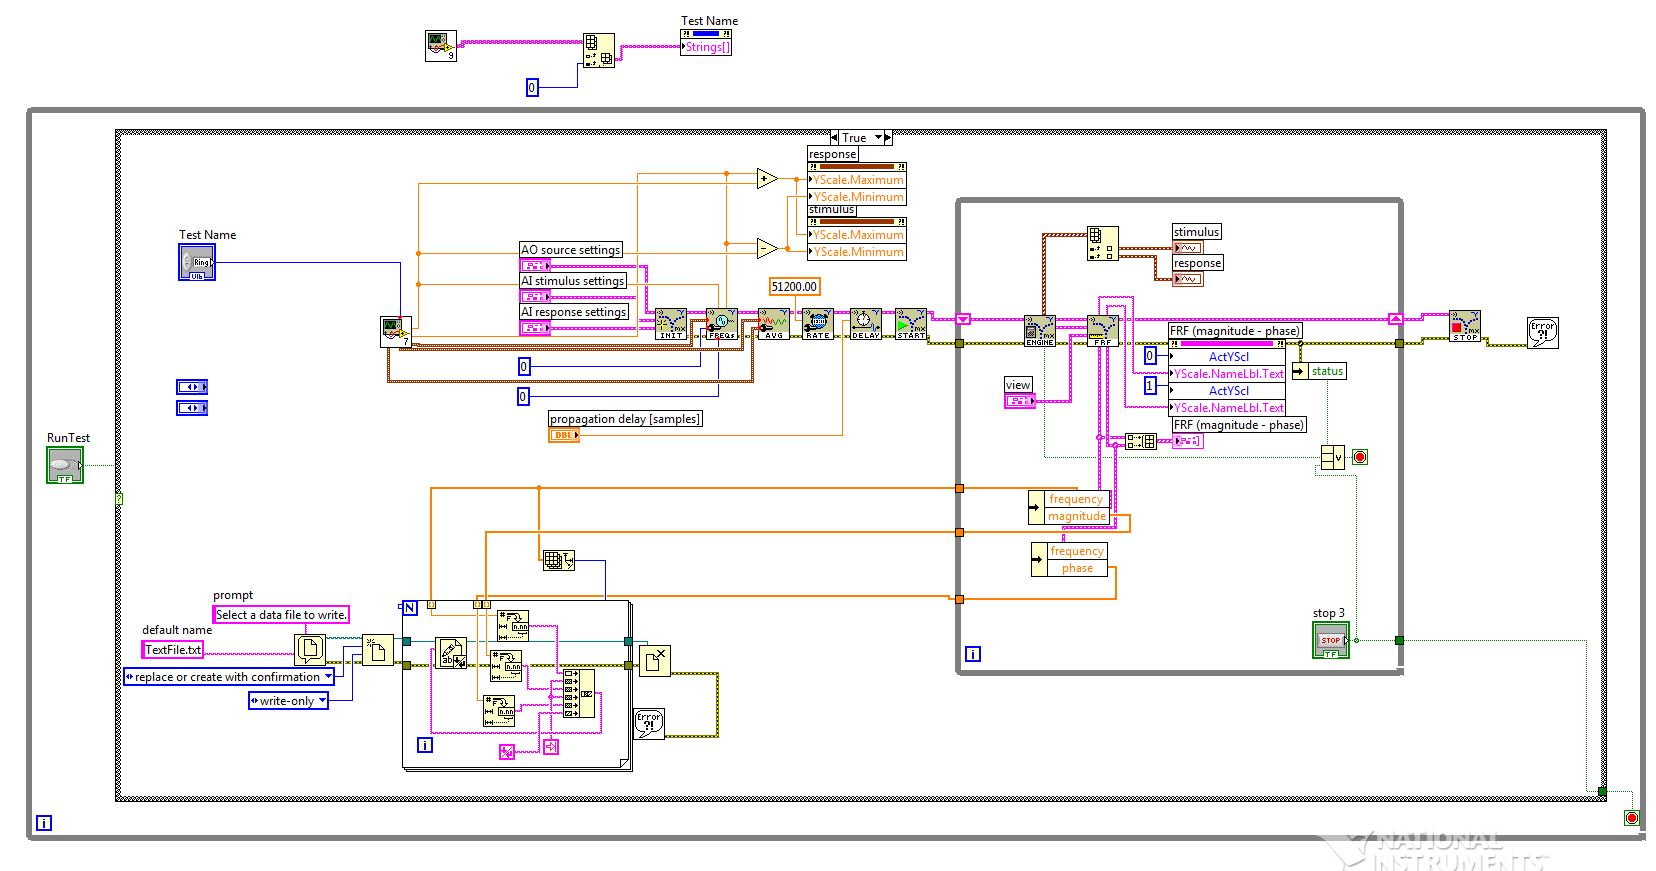 Test Name
9
Strings[]
0
True
response
YScale.Maximum
YScale.Minimum
stimulus
YScale.Maximum
YScale.Minimum
Test Name
Ring
AO source settings
AI stimulus settings
AI response settings
51200.00
7
INIT
FREQs
AVG
RATE
DELAY
START
0
0
propagation delay [samples]
DBL
stimulus
response
ENGINE
FRF
FRF (magnitude - phase)
0
ActYScl
YScale.NameLbl.Text
1
ActYScl
YScale.NameLbl.Text
FRF (magnitude - phase)
status
view
STOP
Error
?!
RunTest
TF
?
frequency
magnitude
frequency
phase
prompt
Select a data file to write.
default name
TextFile.txt
replace or create with confirmation
write-only
N
i
Error
?!
stop 3
STOP
TF
i
i
NATIONAL
INSTRUMENTS